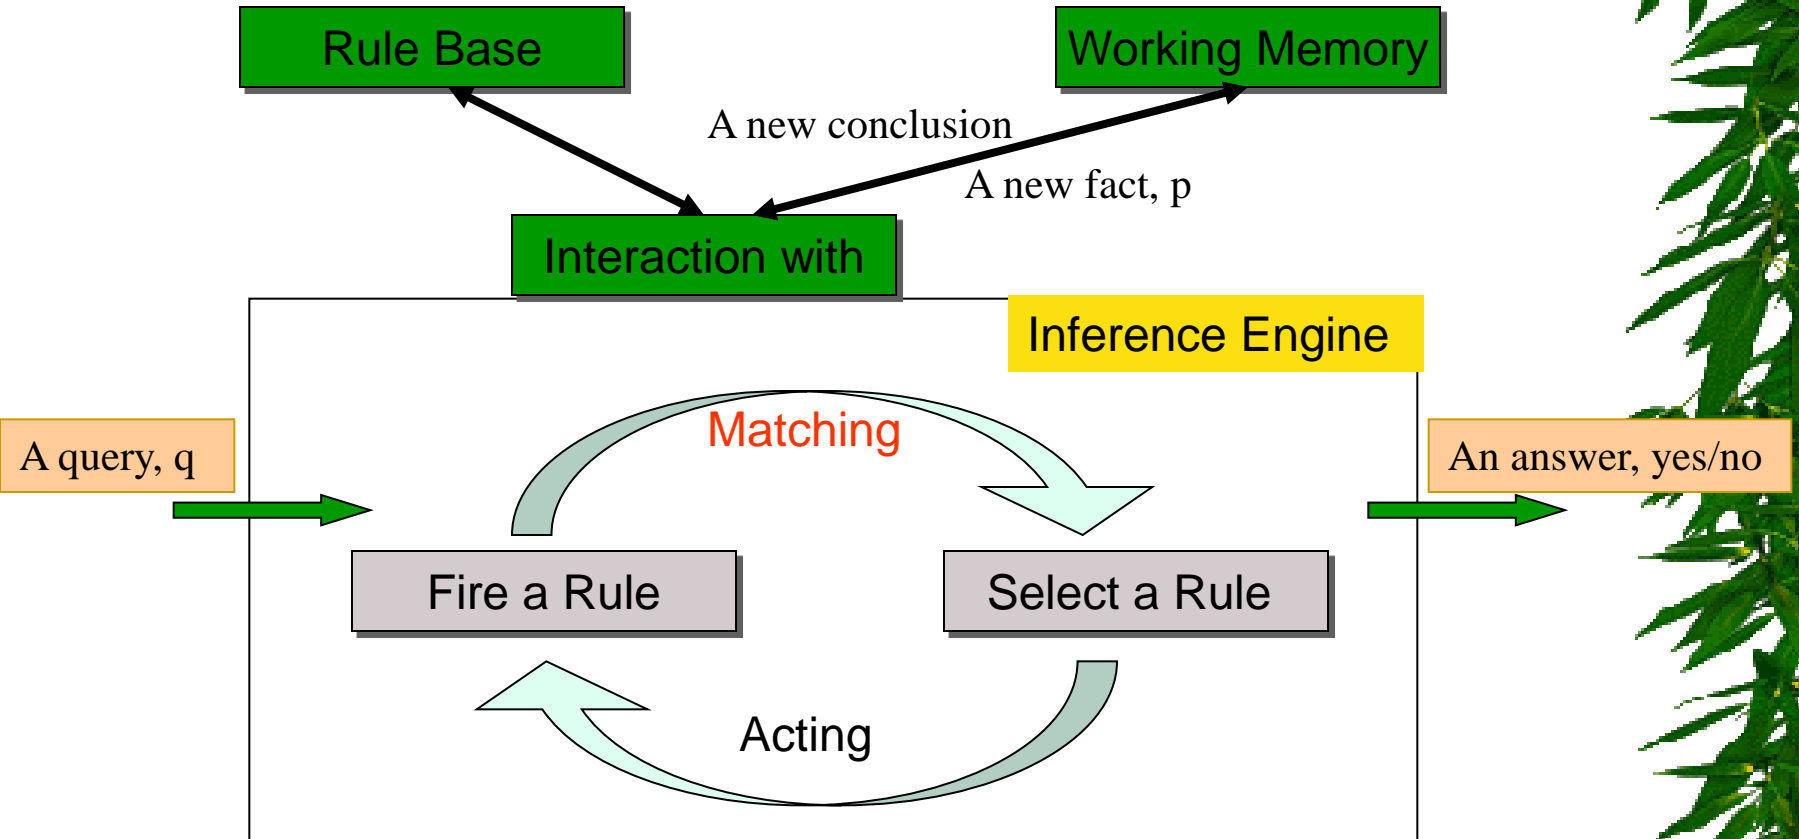 Rule Base
Working Memory
A new conclusion
A new fact, p
Interaction with
Inference Engine
Matching
A query, q
An answer, yes/no
Fire a Rule
Select a Rule
Acting